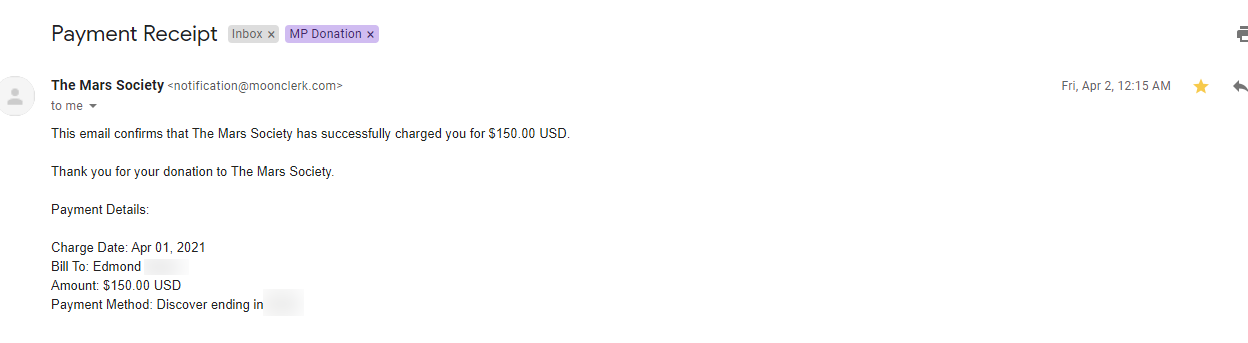 Payment Receipt Inbox × MP Donation ×
The Mars Society <notification@moonclerk.com> Fri, Apr 2, 12:15 AM
to me
This email confirms that The Mars Society has successfully charged you for $150.00 USD.
Thank you for your donation to The Mars Society.
Payment Details:
Charge Date: Apr 01, 2021
Bill To: Edmond
Amount: $150.00 USD
Payment Method: Discover ending in